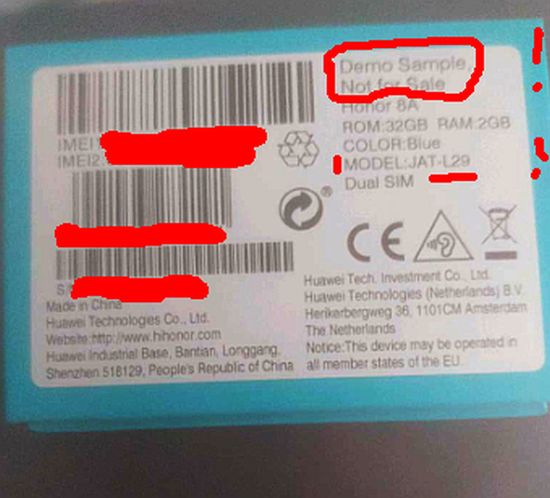 Demo Sample,
Not for Sale
Honor 8A
ROM:32GB RAM:2GB
COLOR:Blue
MODEL:JAT-L29
Dual SIM
IMEI1
IMEI2:
S/
Made in China
Huawei Technologies Co., Ltd.
Website:http://www.hihonor.com
Huawei Industrial Base, Bantian, Longgang,
Shenzhen 518129, People's Republic of China
CE
Huawei Tech. Investment Co., Ltd.
Huawei Technologies (Netherlands) B.V.
Herikerbergweg 36, 1101CM Amsterdam
The Netherlands
Notice:This device may be operated in
all member states of the EU.